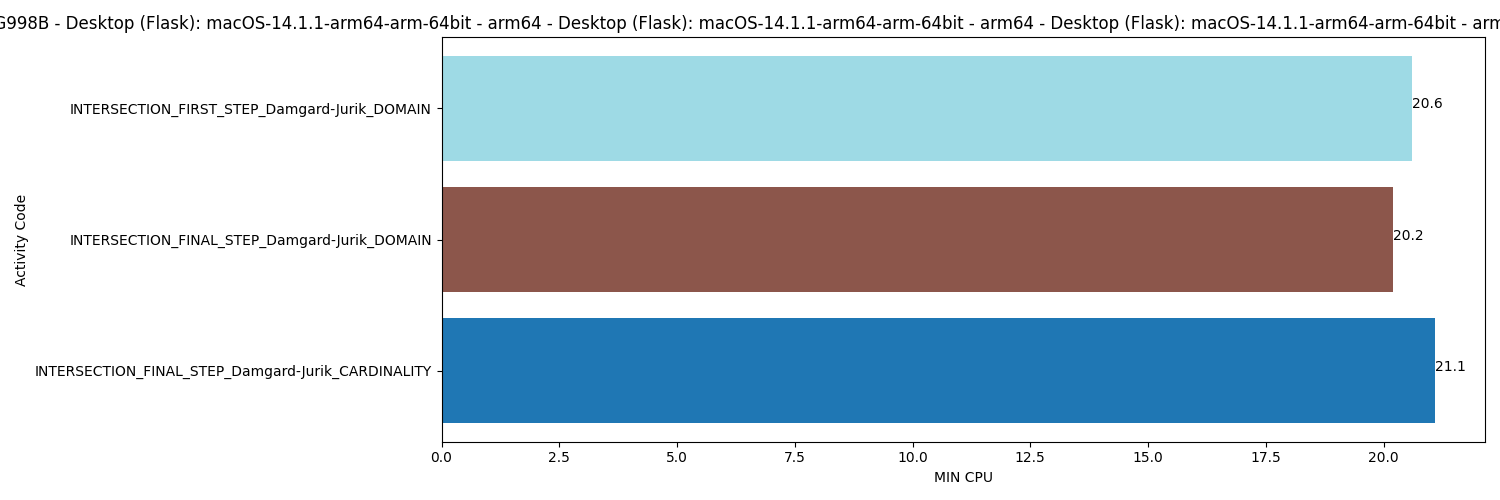 G998B - Desktop (Flask): macOS-14.1.1-arm64-arm-64bit - arm64 - Desktop (Flask): macOS-14.1.1-arm64-arm-64bit - arm64 - Desktop (Flask): macOS-14.1.1-arm64-arm-64bit - arm
INTERSECTION_FIRST_STEP_Damgard-Jurik_DOMAIN
20.6
INTERSECTION_FINAL_STEP_Damgard-Jurik_DOMAIN
20.2
INTERSECTION_FINAL_STEP_Damgard-Jurik_CARDINALITY
21.1
Activity Code
0.0 2.5 5.0 7.5 10.0 12.5 15.0 17.5 20.0
MIN CPU